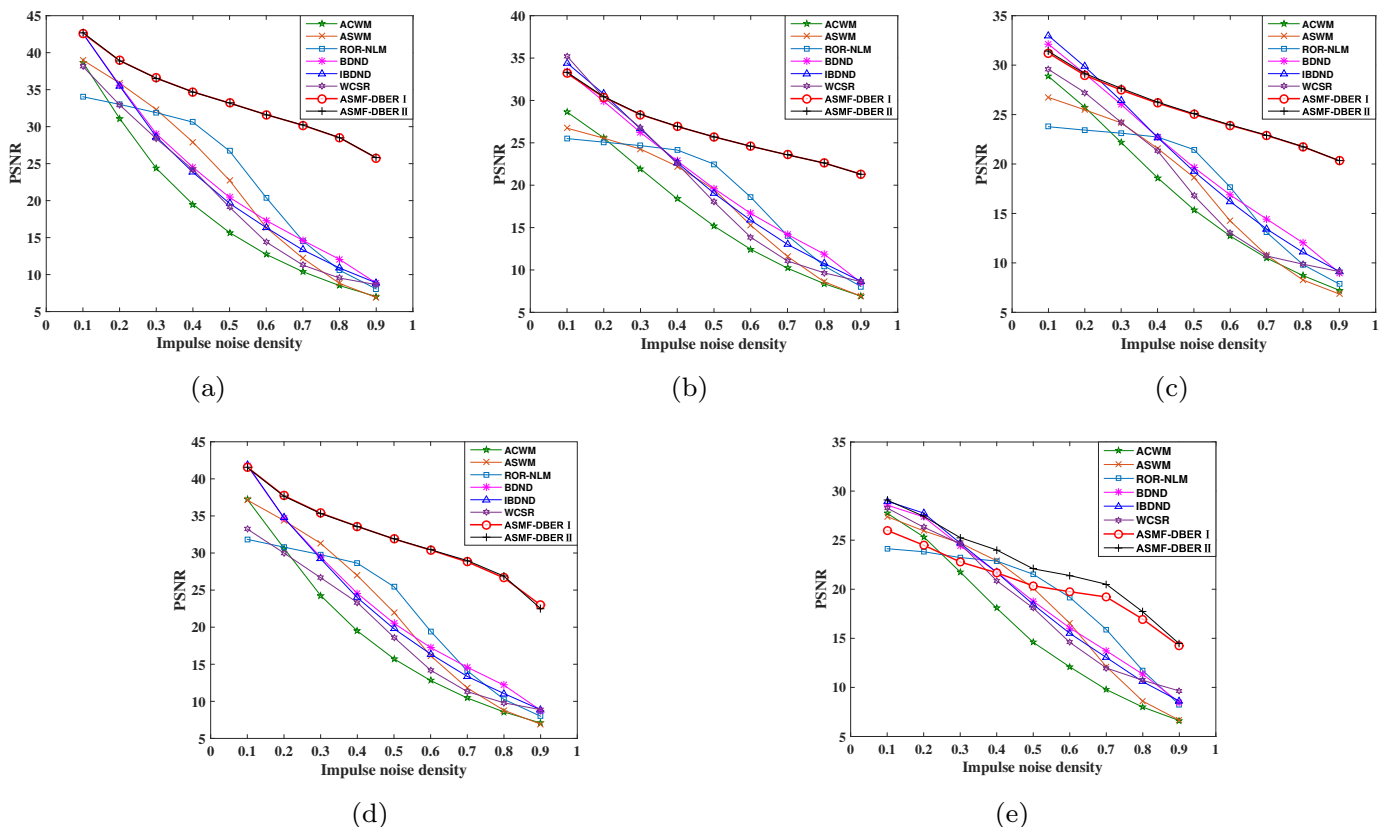 45
40
35
30
25
20
15
10
5
PSNR
0 0.1 0.2 0.3 0.4 0.5 0.6 0.7 0.8 0.9 1
Impulse noise density
ACWM
ASWM
ROR-NLM
BDND
IBDND
WCSR
ASMF-DBER I
ASMF-DBER II
(a)
40
35
30
25
20
15
10
5
PSNR
0 0.1 0.2 0.3 0.4 0.5 0.6 0.7 0.8 0.9 1
Impulse noise density
ACWM
ASWM
ROR-NLM
BDND
IBDND
WCSR
ASMF-DBER I
ASMF-DBER II
(b)
35
30
25
20
15
10
5
PSNR
0 0.1 0.2 0.3 0.4 0.5 0.6 0.7 0.8 0.9 1
Impulse noise density
ACWM
ASWM
ROR-NLM
BDND
IBDND
WCSR
ASMF-DBER I
ASMF-DBER II
(c)
45
40
35
30
25
20
15
10
5
PSNR
0 0.1 0.2 0.3 0.4 0.5 0.6 0.7 0.8 0.9 1
Impulse noise density
ACWM
ASWM
ROR-NLM
BDND
IBDND
WCSR
ASMF-DBER I
ASMF-DBER II
(d)
35
30
25
20
15
10
5
PSNR
0 0.1 0.2 0.3 0.4 0.5 0.6 0.7 0.8 0.9 1
Impulse noise density
ACWM
ASWM
ROR-NLM
BDND
IBDND
WCSR
ASMF-DBER I
ASMF-DBER II
(e)